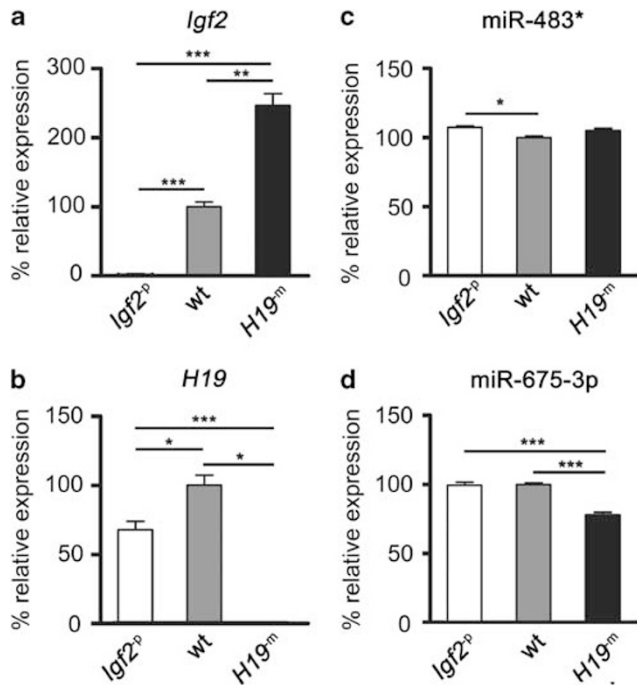 a
Igf2
% relative expression
300
200
100
0
***
**
***
Igf2-p
wt
H19-m
c
miR-483*
% relative expression
150
100
50
0
*
Igf2-p
wt
H19-m
b
H19
% relative expression
150
100
50
0
***
*
*
Igf2-p
wt
H19-m
d
miR-675-3p
% relative expression
150
100
50
0
***
***
Igf2-p
wt
H19-m